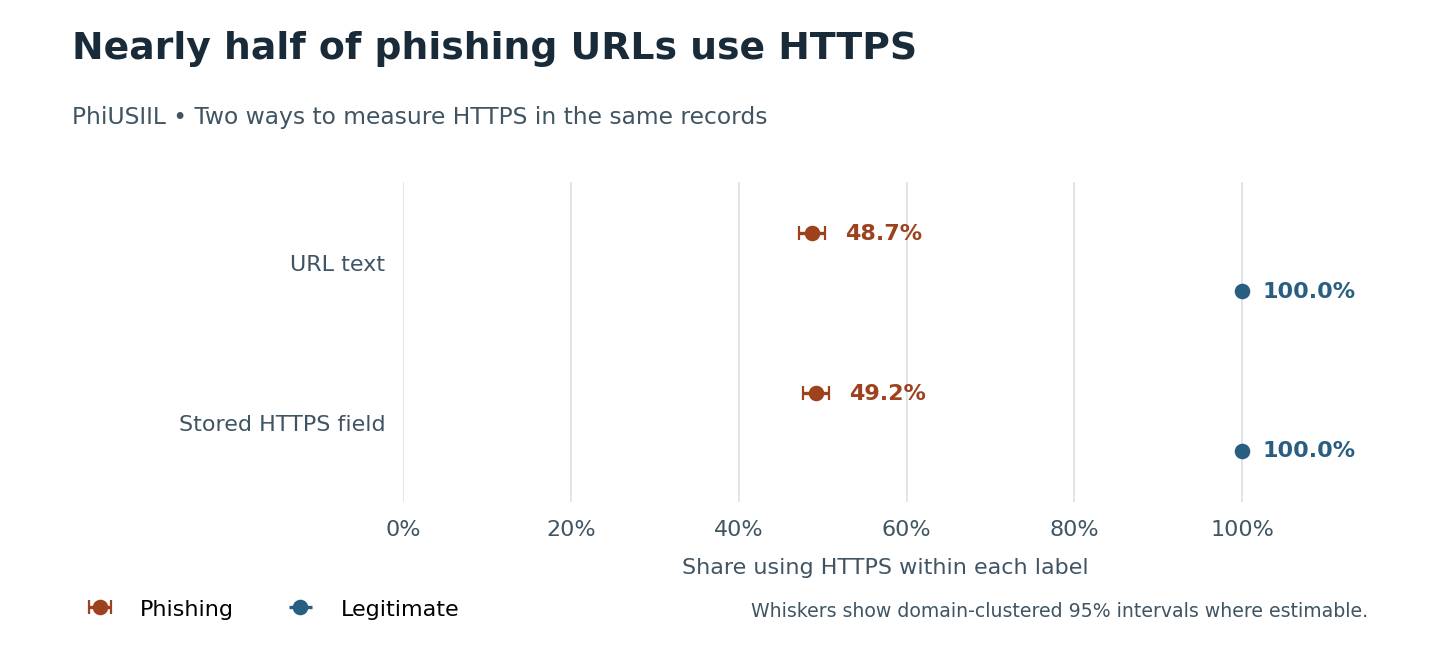 Nearly half of phishing URLs use HTTPS
PhiUSIIL • Two ways to measure HTTPS in the same records
48.7%
URL text
100.0%
49.2%
Stored HTTPS field
100.0%
0% 20% 40% 60% 80% 100%
Share using HTTPS within each label
Phishing Legitimate
Whiskers show domain-clustered 95% intervals where estimable.